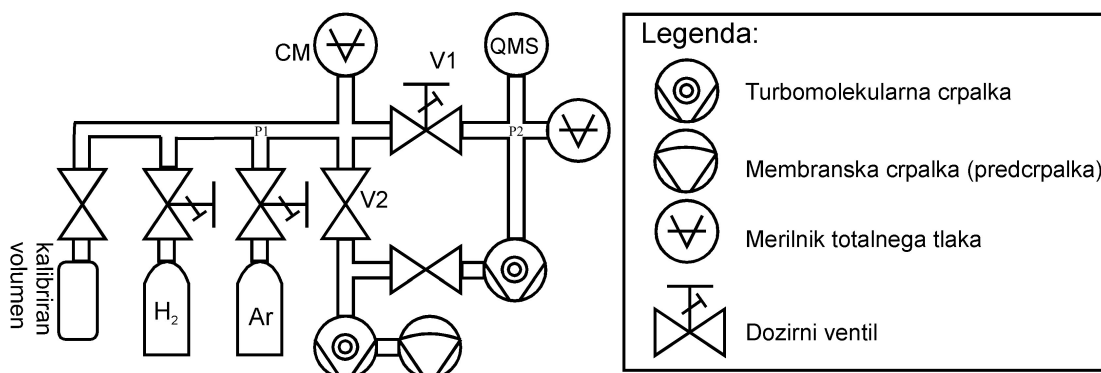 CM
QMS
V1
P1
P2
V2
kalibriran
volumen
H₂
Ar
Legenda:
Turbomolekularna crpalka
Membranska crpalka (predcrpalka)
Merilnik totalnega tlaka
Dozirni ventil